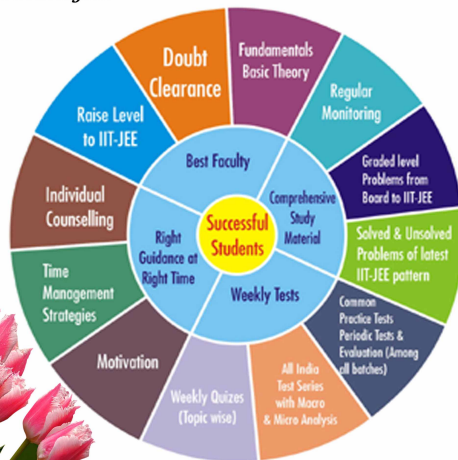 Doubt
Clearance
Fundamentals
Basic Theory
Regular
Monitoring
Graded level
Problems from
Board to IIT-JEE
Solved & Unsolved
Problems of latest
IIT-JEE pattern
Common
Practice Tests
Periodic Tests &
Evaluation (Among
all batches)
All India
Test Series
with Macro
& Micro Analysis
Weekly Quizes
(Topic wise)
Motivation
Time
Management
Strategies
Individual
Counselling
Raise Level
to IIT-JEE
Best Faculty
Comprehensive
Study
Material
Weekly Tests
Right
Guidance at
Right Time
Successful
Students